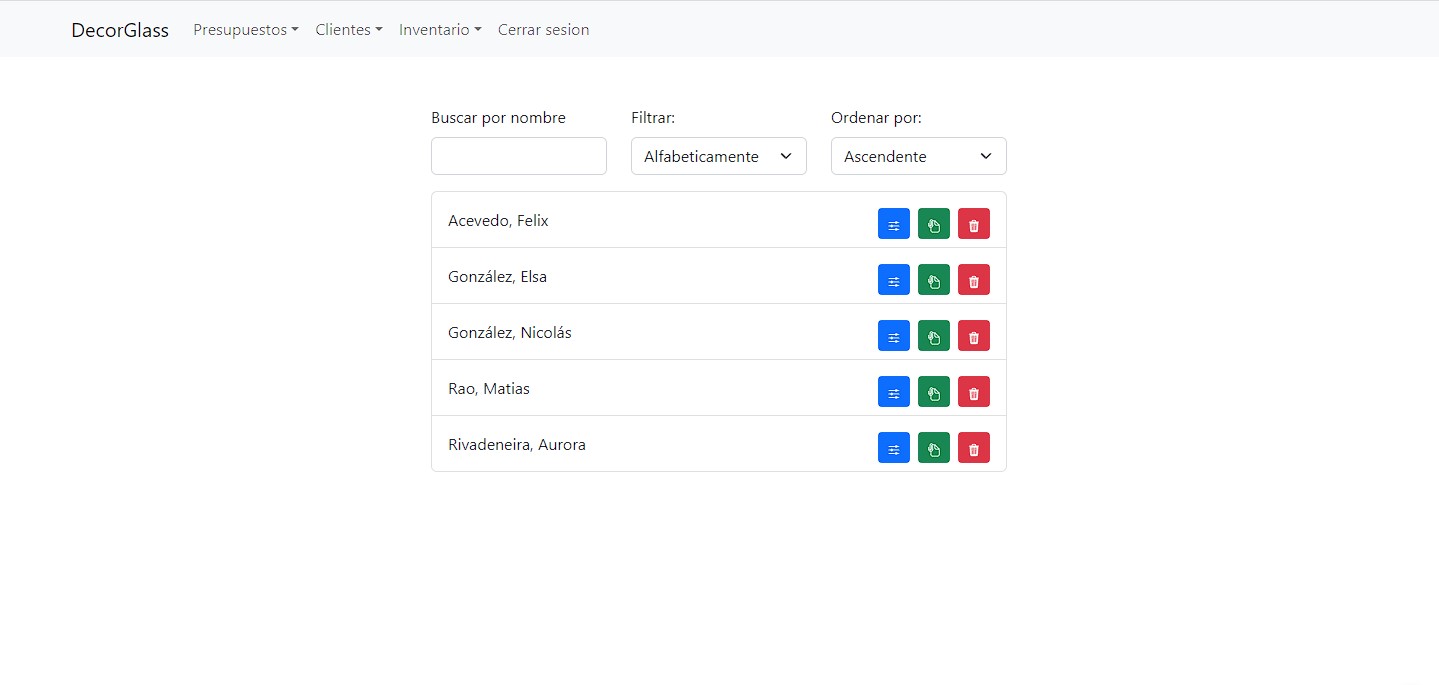 DecorGlass Presupuestos Clientes Inventario Cerrar sesion
Buscar por nombre Filtrar: Ordenar por:
Alfabeticamente Ascendente
Acevedo, Felix
González, Elsa
González, Nicolás
Rao, Matias
Rivadeneira, Aurora